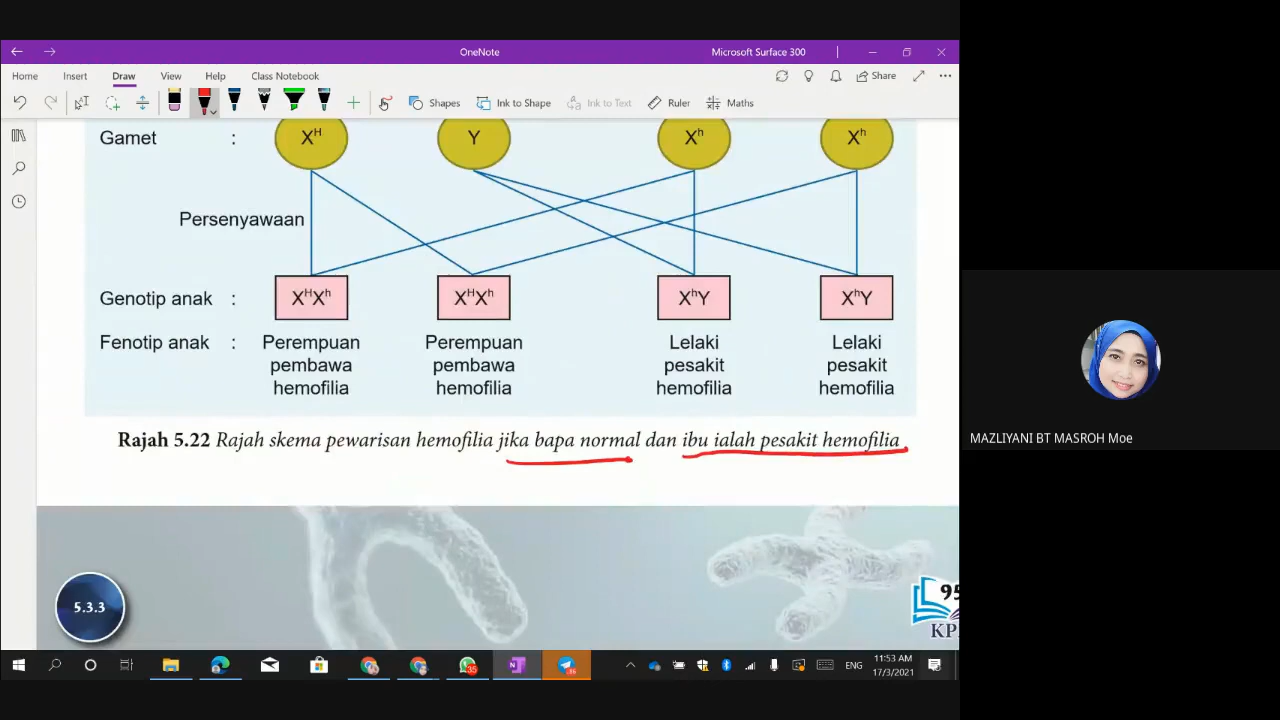 OneNote
Microsoft Surface 300
Home Insert Draw View Help Class Notebook
Share
Shapes Ink to Shape Ink to Text Ruler Maths
Gamet : Xᴴ Y Xʰ Xʰ
Persenyawaan
Genotip anak : XᴴXʰ XᴴXʰ XʰY XʰY
Fenotip anak : Perempuan Perempuan Lelaki Lelaki
pembawa pembawa pesakit pesakit
hemofilia hemofilia hemofilia hemofilia
Rajah 5.22 Rajah skema pewarisan hemofilia jika bapa normal dan ibu ialah pesakit hemofilia
MAZLIYANI BT MASROH Moe
5.3.3
95
KP
35
ENG
11:53 AM
17/3/2021